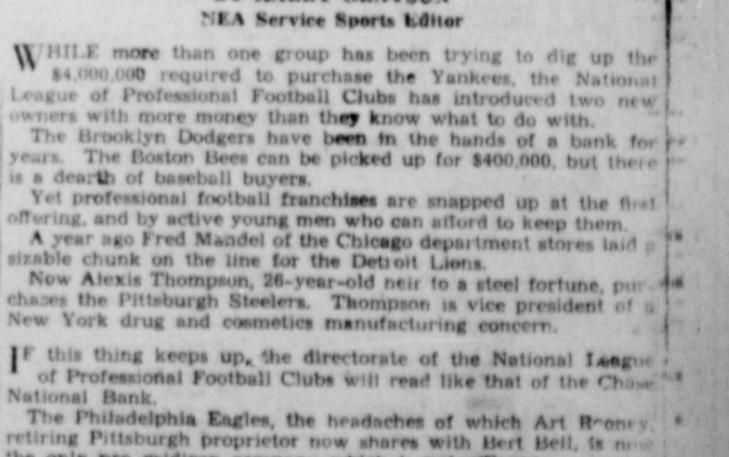 NEA Service Sports Editor
WHILE more than one group has been trying to dig up the
$4,000,000 required to purchase the Yankees, the National
League of Professional Football Clubs has introduced two new
owners with more money than they know what to do with.
The Brooklyn Dodgers have been in the hands of a bank for
years. The Boston Bees can be picked up for $400,000, but there
is a dearth of baseball buyers.
Yet professional football franchises are snapped up at the first
offering, and by active young men who can afford to keep them.
A year ago Fred Mandel of the Chicago department stores laid a
sizable chunk on the line for the Detroit Lions.
Now Alexis Thompson, 26-year-old heir to a steel fortune, pur-
chases the Pittsburgh Steelers. Thompson is vice president of a
New York drug and cosmetics manufacturing concern.
IF this thing keeps up, the directorate of the National League
of Professional Football Clubs will read like that of the Chase
National Bank.
The Philadelphia Eagles, the headaches of which Art Rooney,
retiring Pittsburgh proprietor now shares with Bert Bell, is now